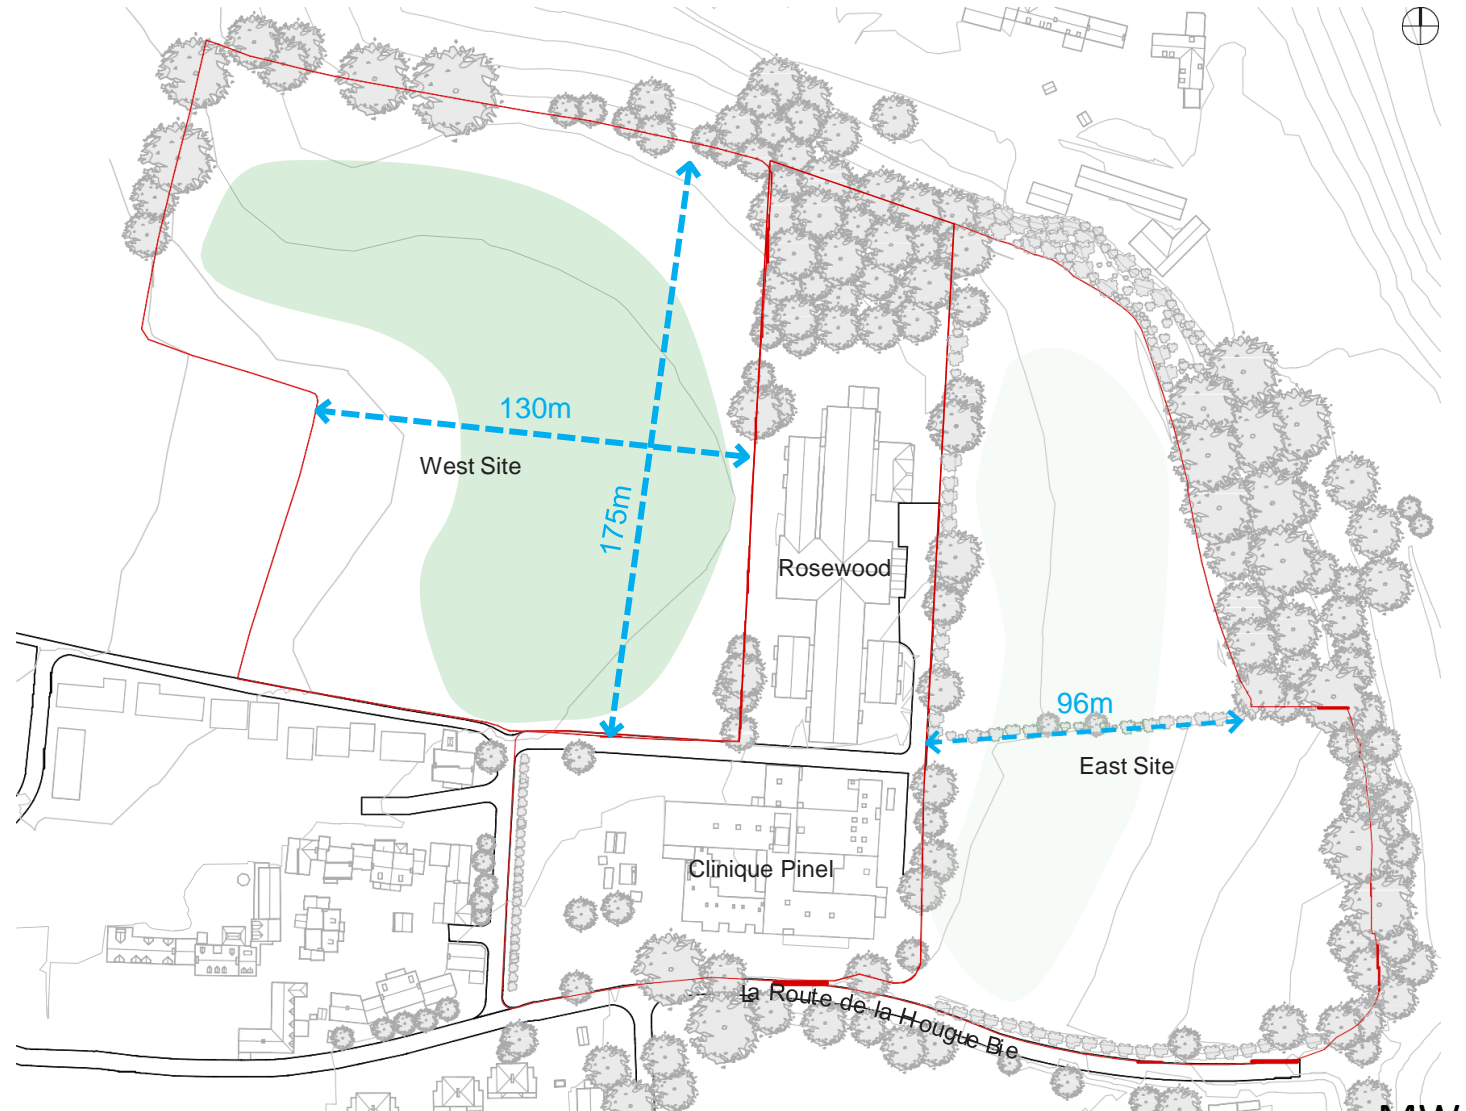 130m
West Site
175m
Rosewood
96m
East Site
Clinique Pinel
La Route de la Hougue Bie